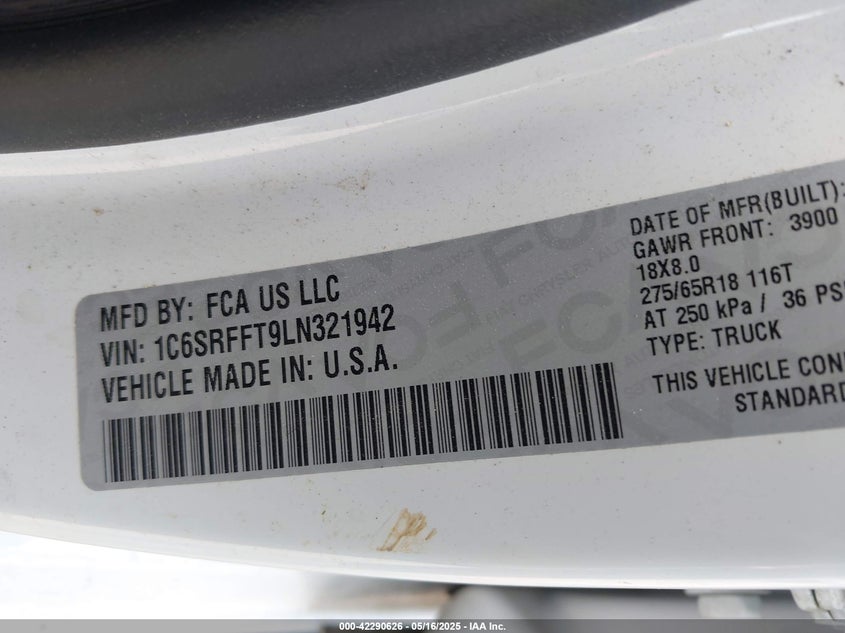 MFD BY: FCA US LLC
VIN: 1C6SRFFT9LN321942
VEHICLE MADE IN: U.S.A.
DATE OF MFR(BUILT):
GAWR FRONT: 3900
18X8.0
275/65R18 116T
AT 250 kPa / 36 PS
TYPE: TRUCK
THIS VEHICLE CON
STANDARD
000-42290626 - 05/16/2025 - IAA Inc.